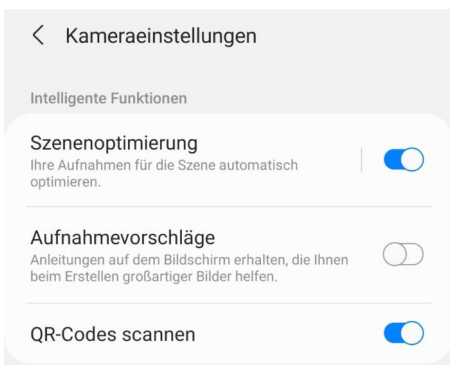 Kameraeinstellungen
Intelligente Funktionen
Szenenoptimierung
Ihre Aufnahmen für die Szene automatisch
optimieren.
Aufnahmevorschläge
Anleitungen auf dem Bildschirm erhalten, die Ihnen
beim Erstellen großartiger Bilder helfen.
QR-Codes scannen